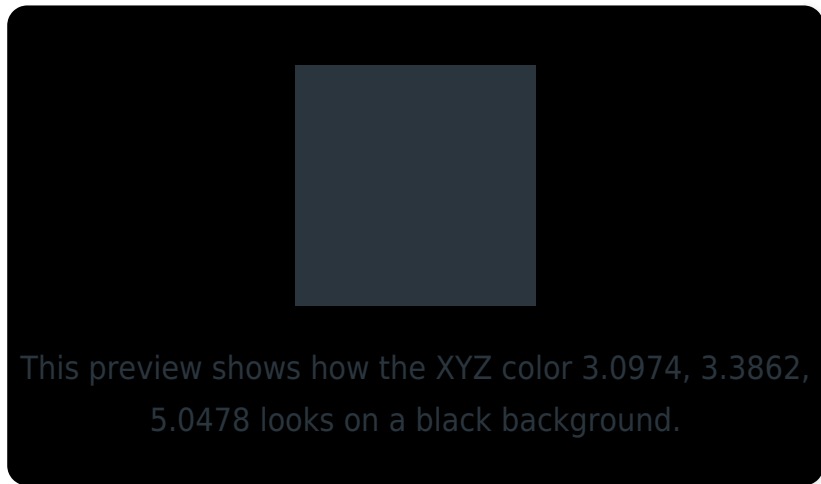 This preview shows how the XYZ color 3.0974, 3.3862,
5.0478 looks on a black background.